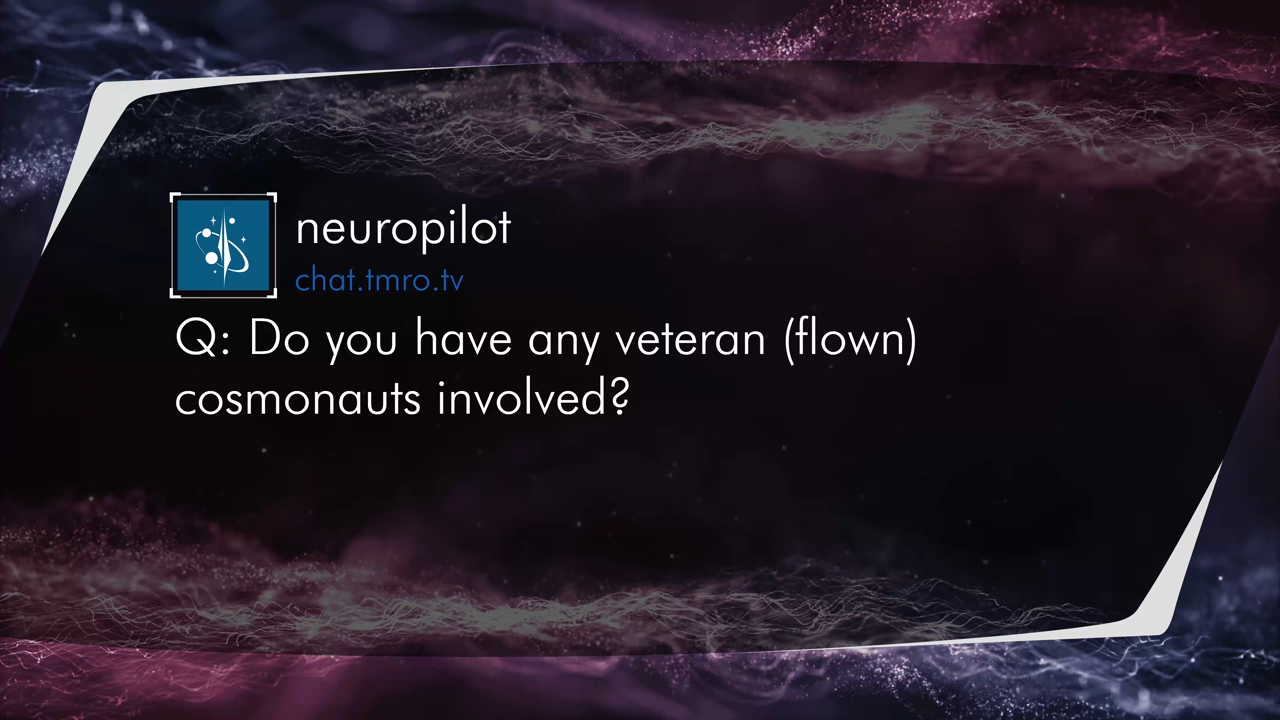 neuropilot
chat.tmro.tv
Q: Do you have any veteran (flown)
cosmonauts involved?